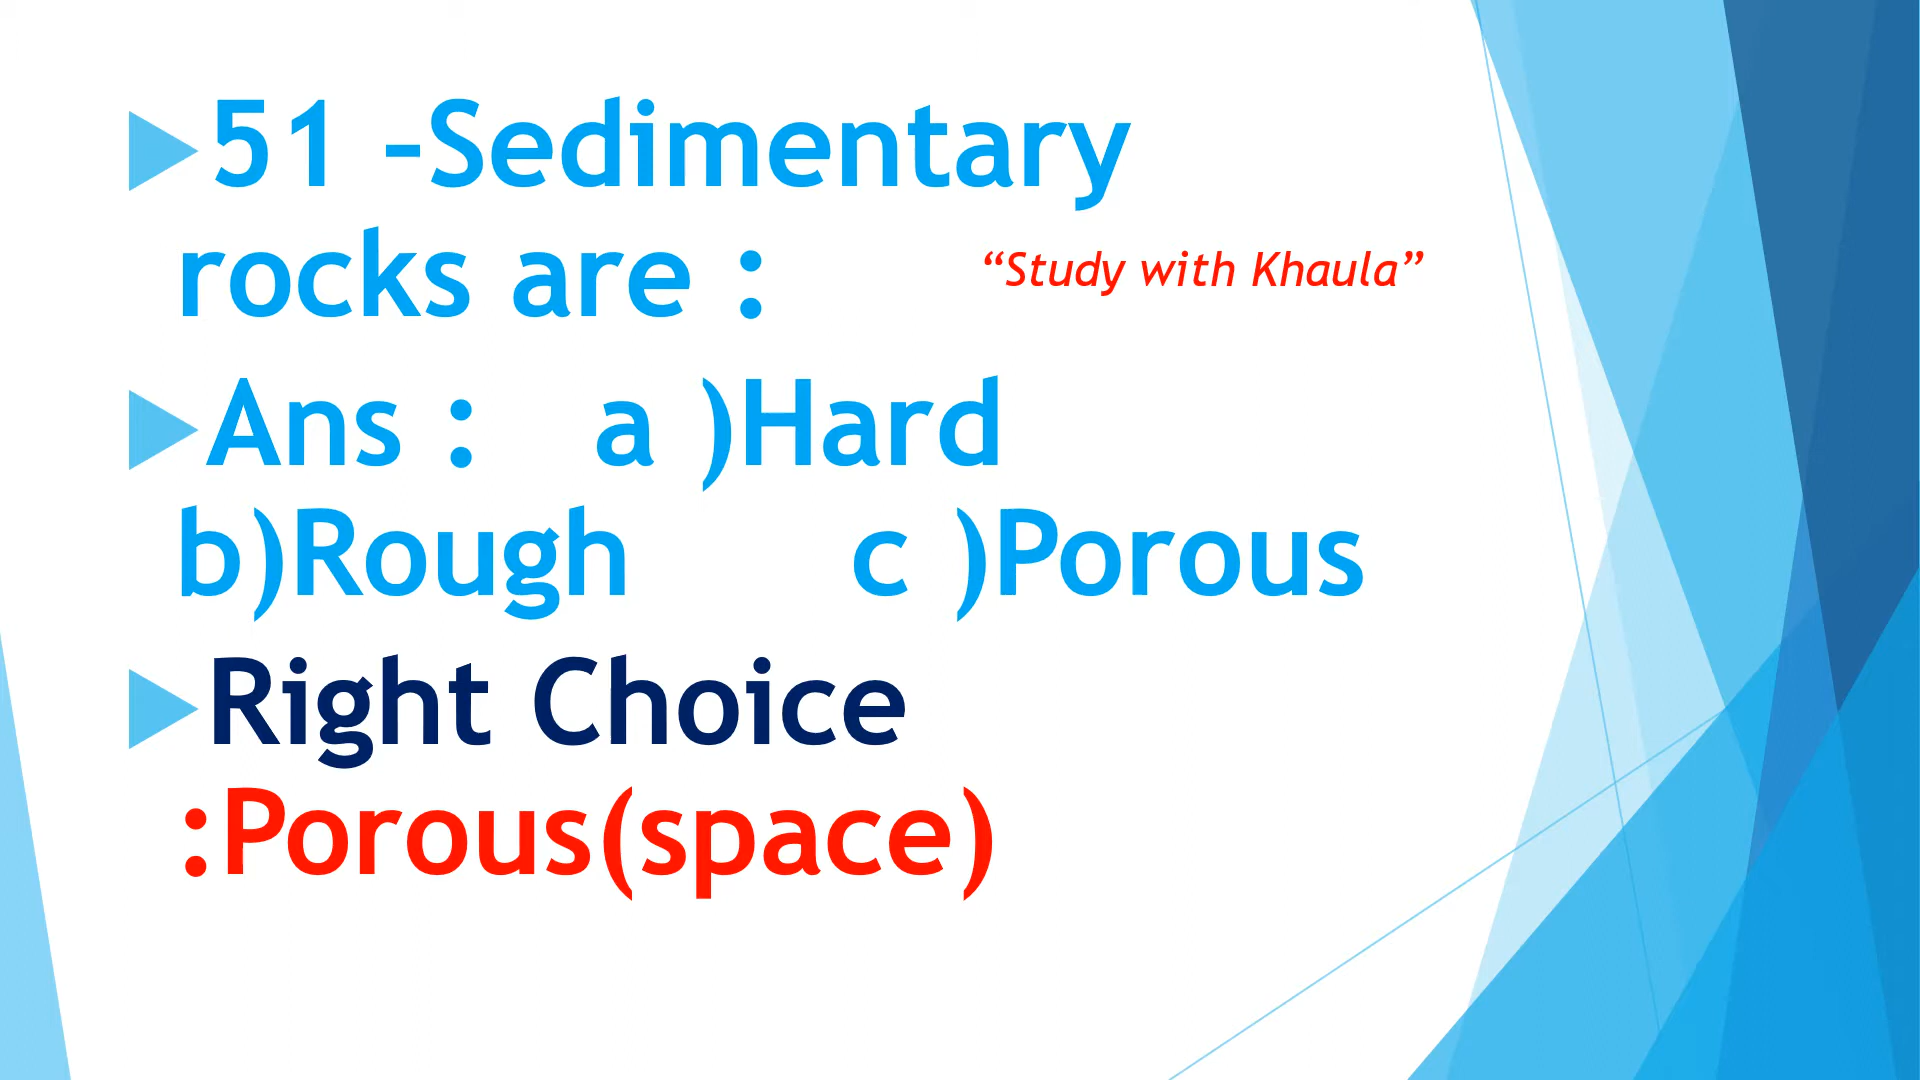 51 –Sedimentary
rocks are :
“Study with Khaula”
Ans : a )Hard
b)Rough c )Porous
Right Choice
:Porous(space)